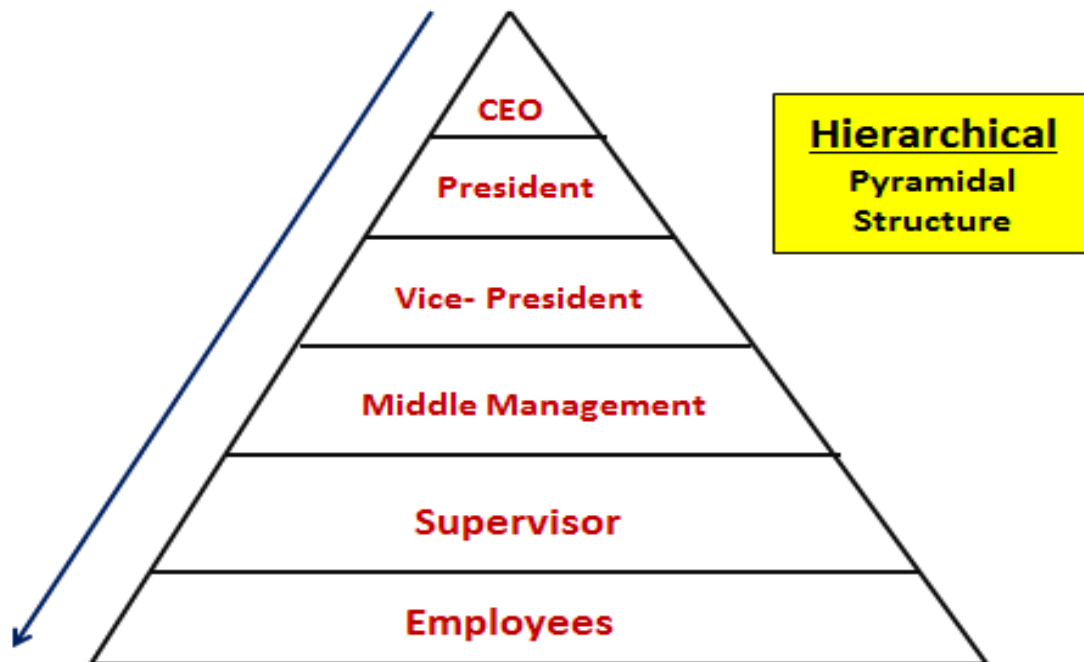 CEO
Hierarchical
Pyramidal
Structure
President
Vice- President
Middle Management
Supervisor
Employees